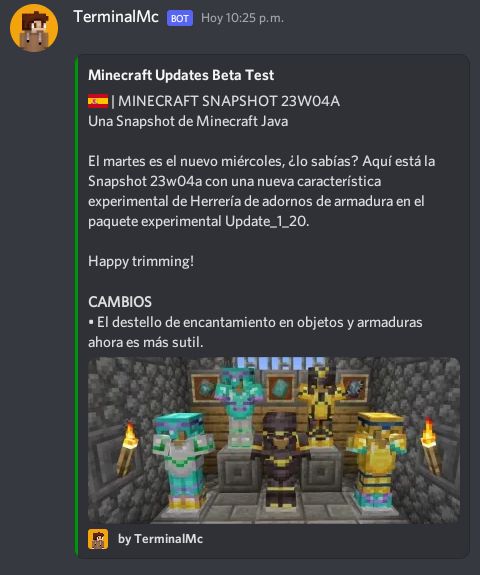 TerminalMc BOT Hoy 10:25 p.m.
Minecraft Updates Beta Test
🇪🇸 | MINECRAFT SNAPSHOT 23W04A
Una Snapshot de Minecraft Java
El martes es el nuevo miércoles, ¿lo sabías? Aquí está la
Snapshot 23w04a con una nueva característica
experimental de Herrería de adornos de armadura en el
paquete experimental Update_1_20.
Happy trimming!
CAMBIOS
• El destello de encantamiento en objetos y armaduras
ahora es más sutil.
by TerminalMc